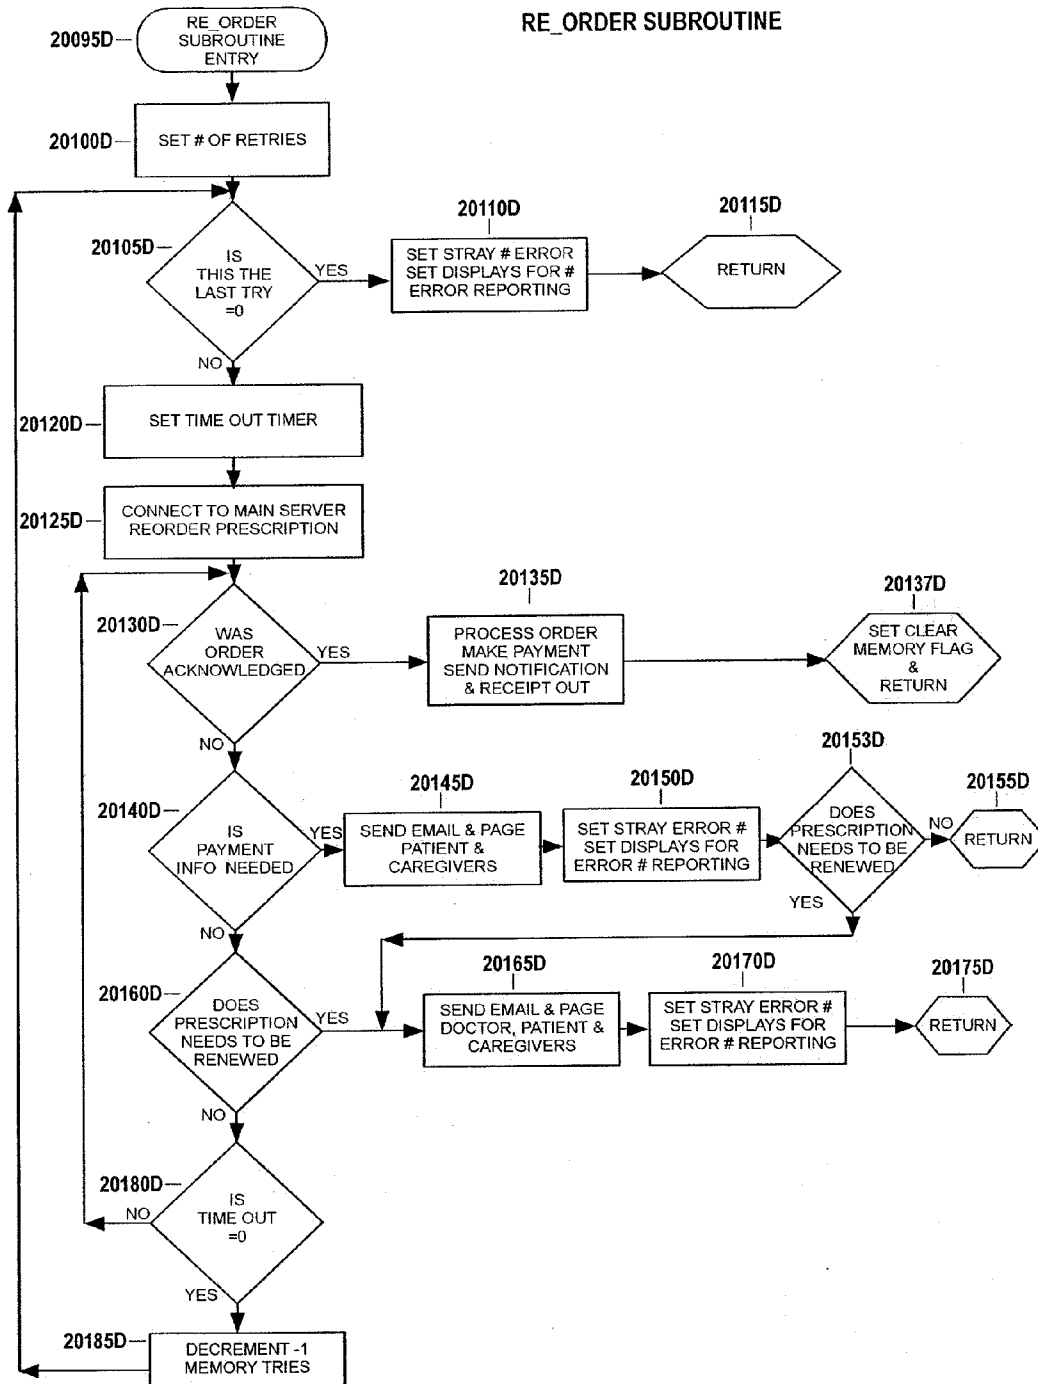 RE_ORDER SUBROUTINE
20095D
RE_ORDER
SUBROUTINE
ENTRY
20100D
SET # OF RETRIES
20105D
IS
THIS THE
LAST TRY
=0
YES
20110D
SET STRAY # ERROR
SET DISPLAYS FOR #
ERROR REPORTING
20115D
RETURN
NO
20120D
SET TIME OUT TIMER
20125D
CONNECT TO MAIN SERVER
REORDER PRESCRIPTION
20130D
WAS
ORDER
ACKNOWLEDGED
YES
20135D
PROCESS ORDER
MAKE PAYMENT
SEND NOTIFICATION
& RECEIPT OUT
20137D
SET CLEAR
MEMORY FLAG
&
RETURN
NO
20140D
IS
PAYMENT
INFO NEEDED
YES
20145D
SEND EMAIL & PAGE
PATIENT &
CAREGIVERS
20150D
SET STRAY ERROR #
SET DISPLAYS FOR
ERROR # REPORTING
20153D
DOES
PRESCRIPTION
NEEDS TO BE
RENEWED
NO
20155D
RETURN
YES
NO
20160D
DOES
PRESCRIPTION
NEEDS TO BE
RENEWED
YES
20165D
SEND EMAIL & PAGE
DOCTOR, PATIENT &
CAREGIVERS
20170D
SET STRAY ERROR #
SET DISPLAYS FOR
ERROR # REPORTING
20175D
RETURN
NO
20180D
IS
TIME OUT
=0
NO
YES
20185D
DECREMENT -1
MEMORY TRIES